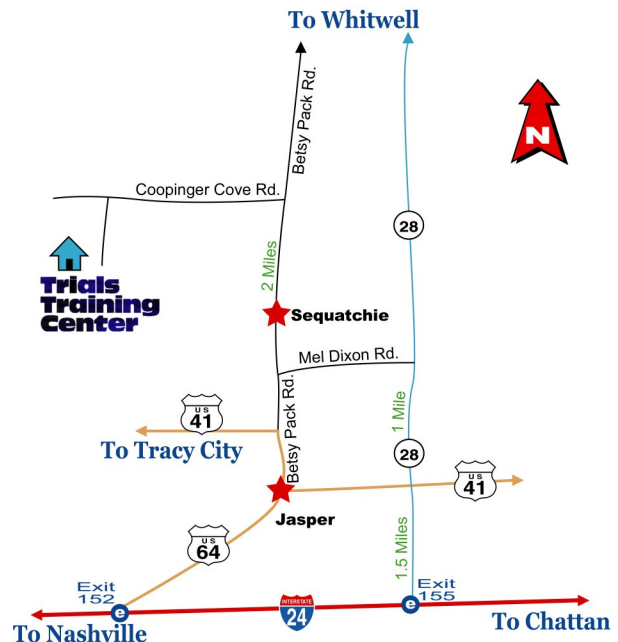 To Whitwell
Betsy Pack Rd.
N
Coopinger Cove Rd.
28
Trials
Training
Center
2 Miles
Sequatchie
Mel Dixon Rd.
US
41
1 Mile
To Tracy City
Betsy Pack Rd.
28
US
41
Jasper
US
64
1.5 Miles
Exit
152
e
INTERSTATE
24
Exit
155
e
To Nashville
To Chattan